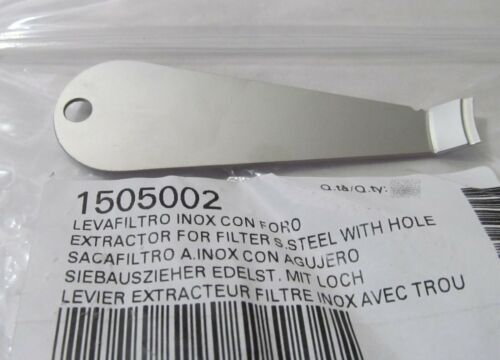 1505002
Q.tà/Q.ty:
LEVAFILTRO INOX CON FORO
EXTRACTOR FOR FILTER S.STEEL WITH HOLE
SACAFILTRO A.INOX CON AGUJERO
SIEBAUSZIEHER EDELST. MIT LOCH
LEVIER EXTRACTEUR FILTRE INOX AVEC TROU